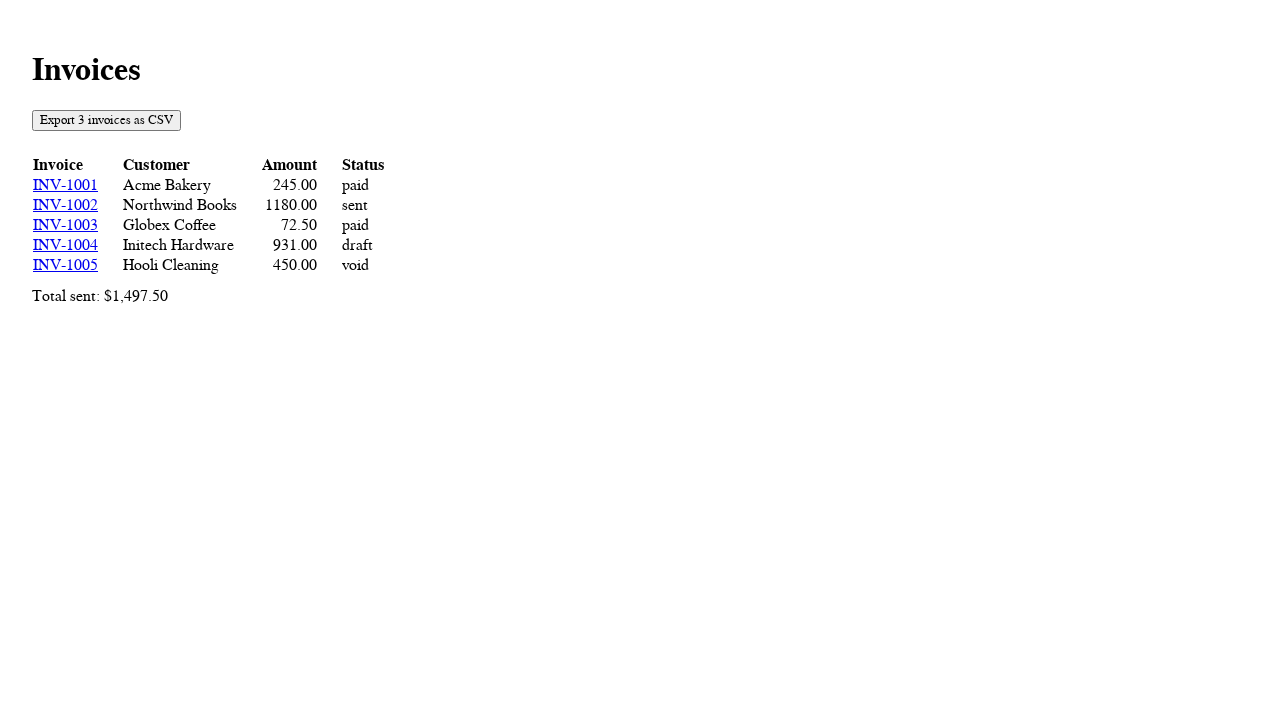 Invoices
Export 3 invoices as CSV
Invoice Customer Amount Status
INV-1001 Acme Bakery 245.00 paid
INV-1002 Northwind Books 1180.00 sent
INV-1003 Globex Coffee 72.50 paid
INV-1004 Initech Hardware 931.00 draft
INV-1005 Hooli Cleaning 450.00 void
Total sent: $1,497.50